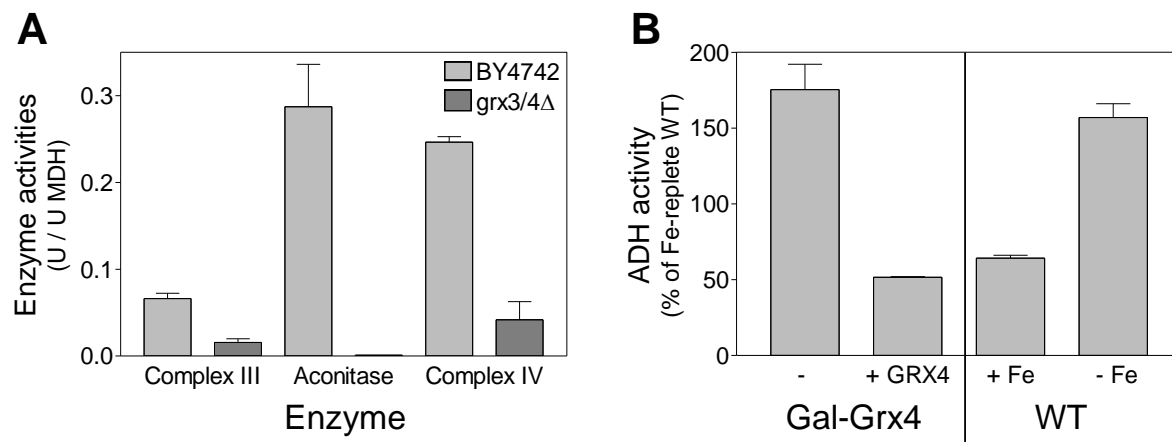 A
Enzyme activities
(U / U MDH)
0.3
0.2
0.1
0.0
BY4742
grx3/4Δ
Complex III Aconitase Complex IV
Enzyme
B
ADH activity
(% of Fe-replete WT)
200
150
100
50
0
- + GRX4 + Fe - Fe
Gal-Grx4 WT